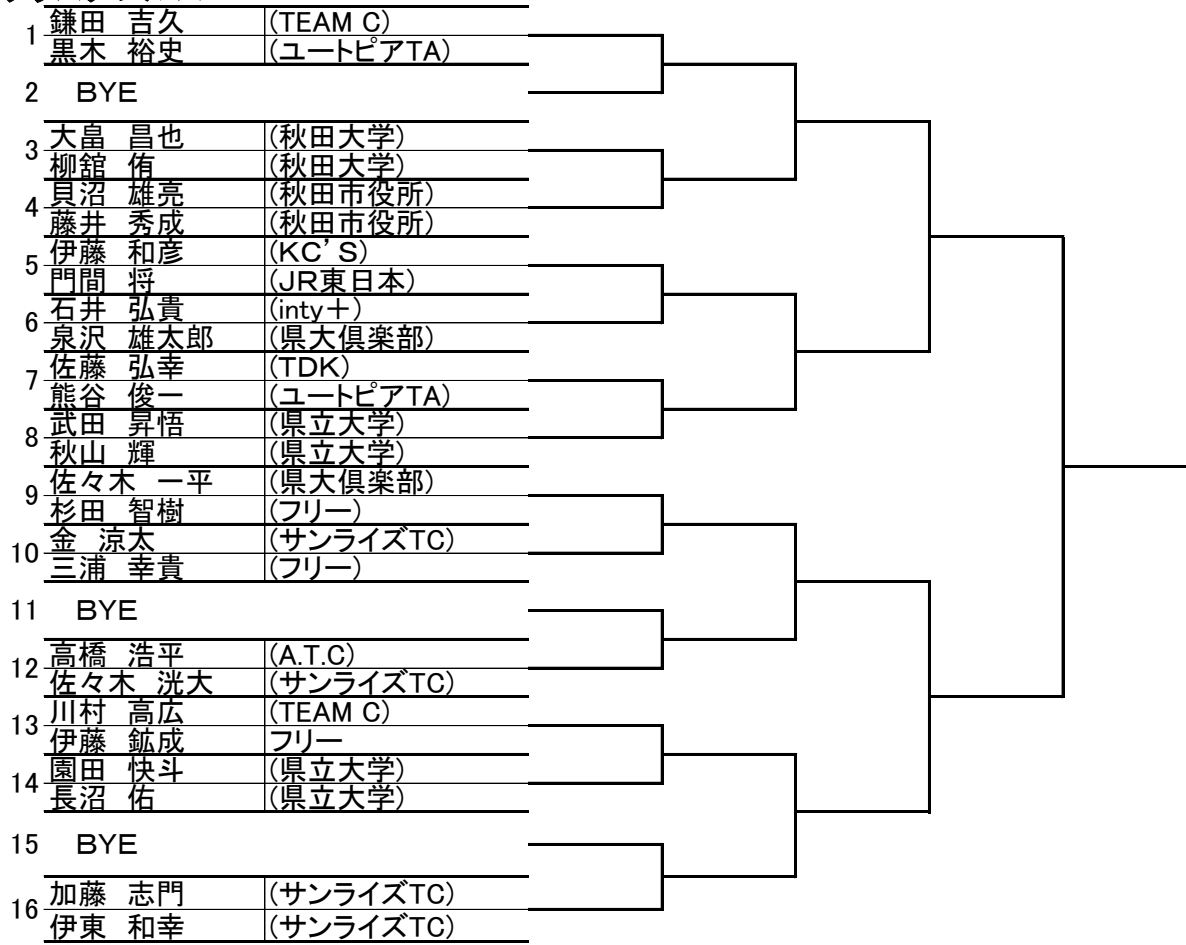 1 鎌田 吉久 (TEAM C)
黒木 裕史 (ユートピアTA)
2 BYE
3 大畠 昌也 (秋田大学)
柳舘 侑 (秋田大学)
4 貝沼 雄亮 (秋田市役所)
藤井 秀成 (秋田市役所)
5 伊藤 和彦 (KC'S)
門間 将 (JR東日本)
6 石井 弘貴 (inty+)
泉沢 雄太郎 (県大倶楽部)
7 佐藤 弘幸 (TDK)
熊谷 俊一 (ユートピアTA)
8 武田 昇悟 (県立大学)
秋山 輝 (県立大学)
9 佐々木 一平 (県大倶楽部)
杉田 智樹 (フリー)
10 金 涼太 (サンライズTC)
三浦 幸貴 (フリー)
11 BYE
12 高橋 浩平 (A.T.C)
佐々木 洸大 (サンライズTC)
13 川村 高広 (TEAM C)
伊藤 鉱成 フリー
14 園田 快斗 (県立大学)
長沼 佑 (県立大学)
15 BYE
16 加藤 志門 (サンライズTC)
伊東 和幸 (サンライズTC)